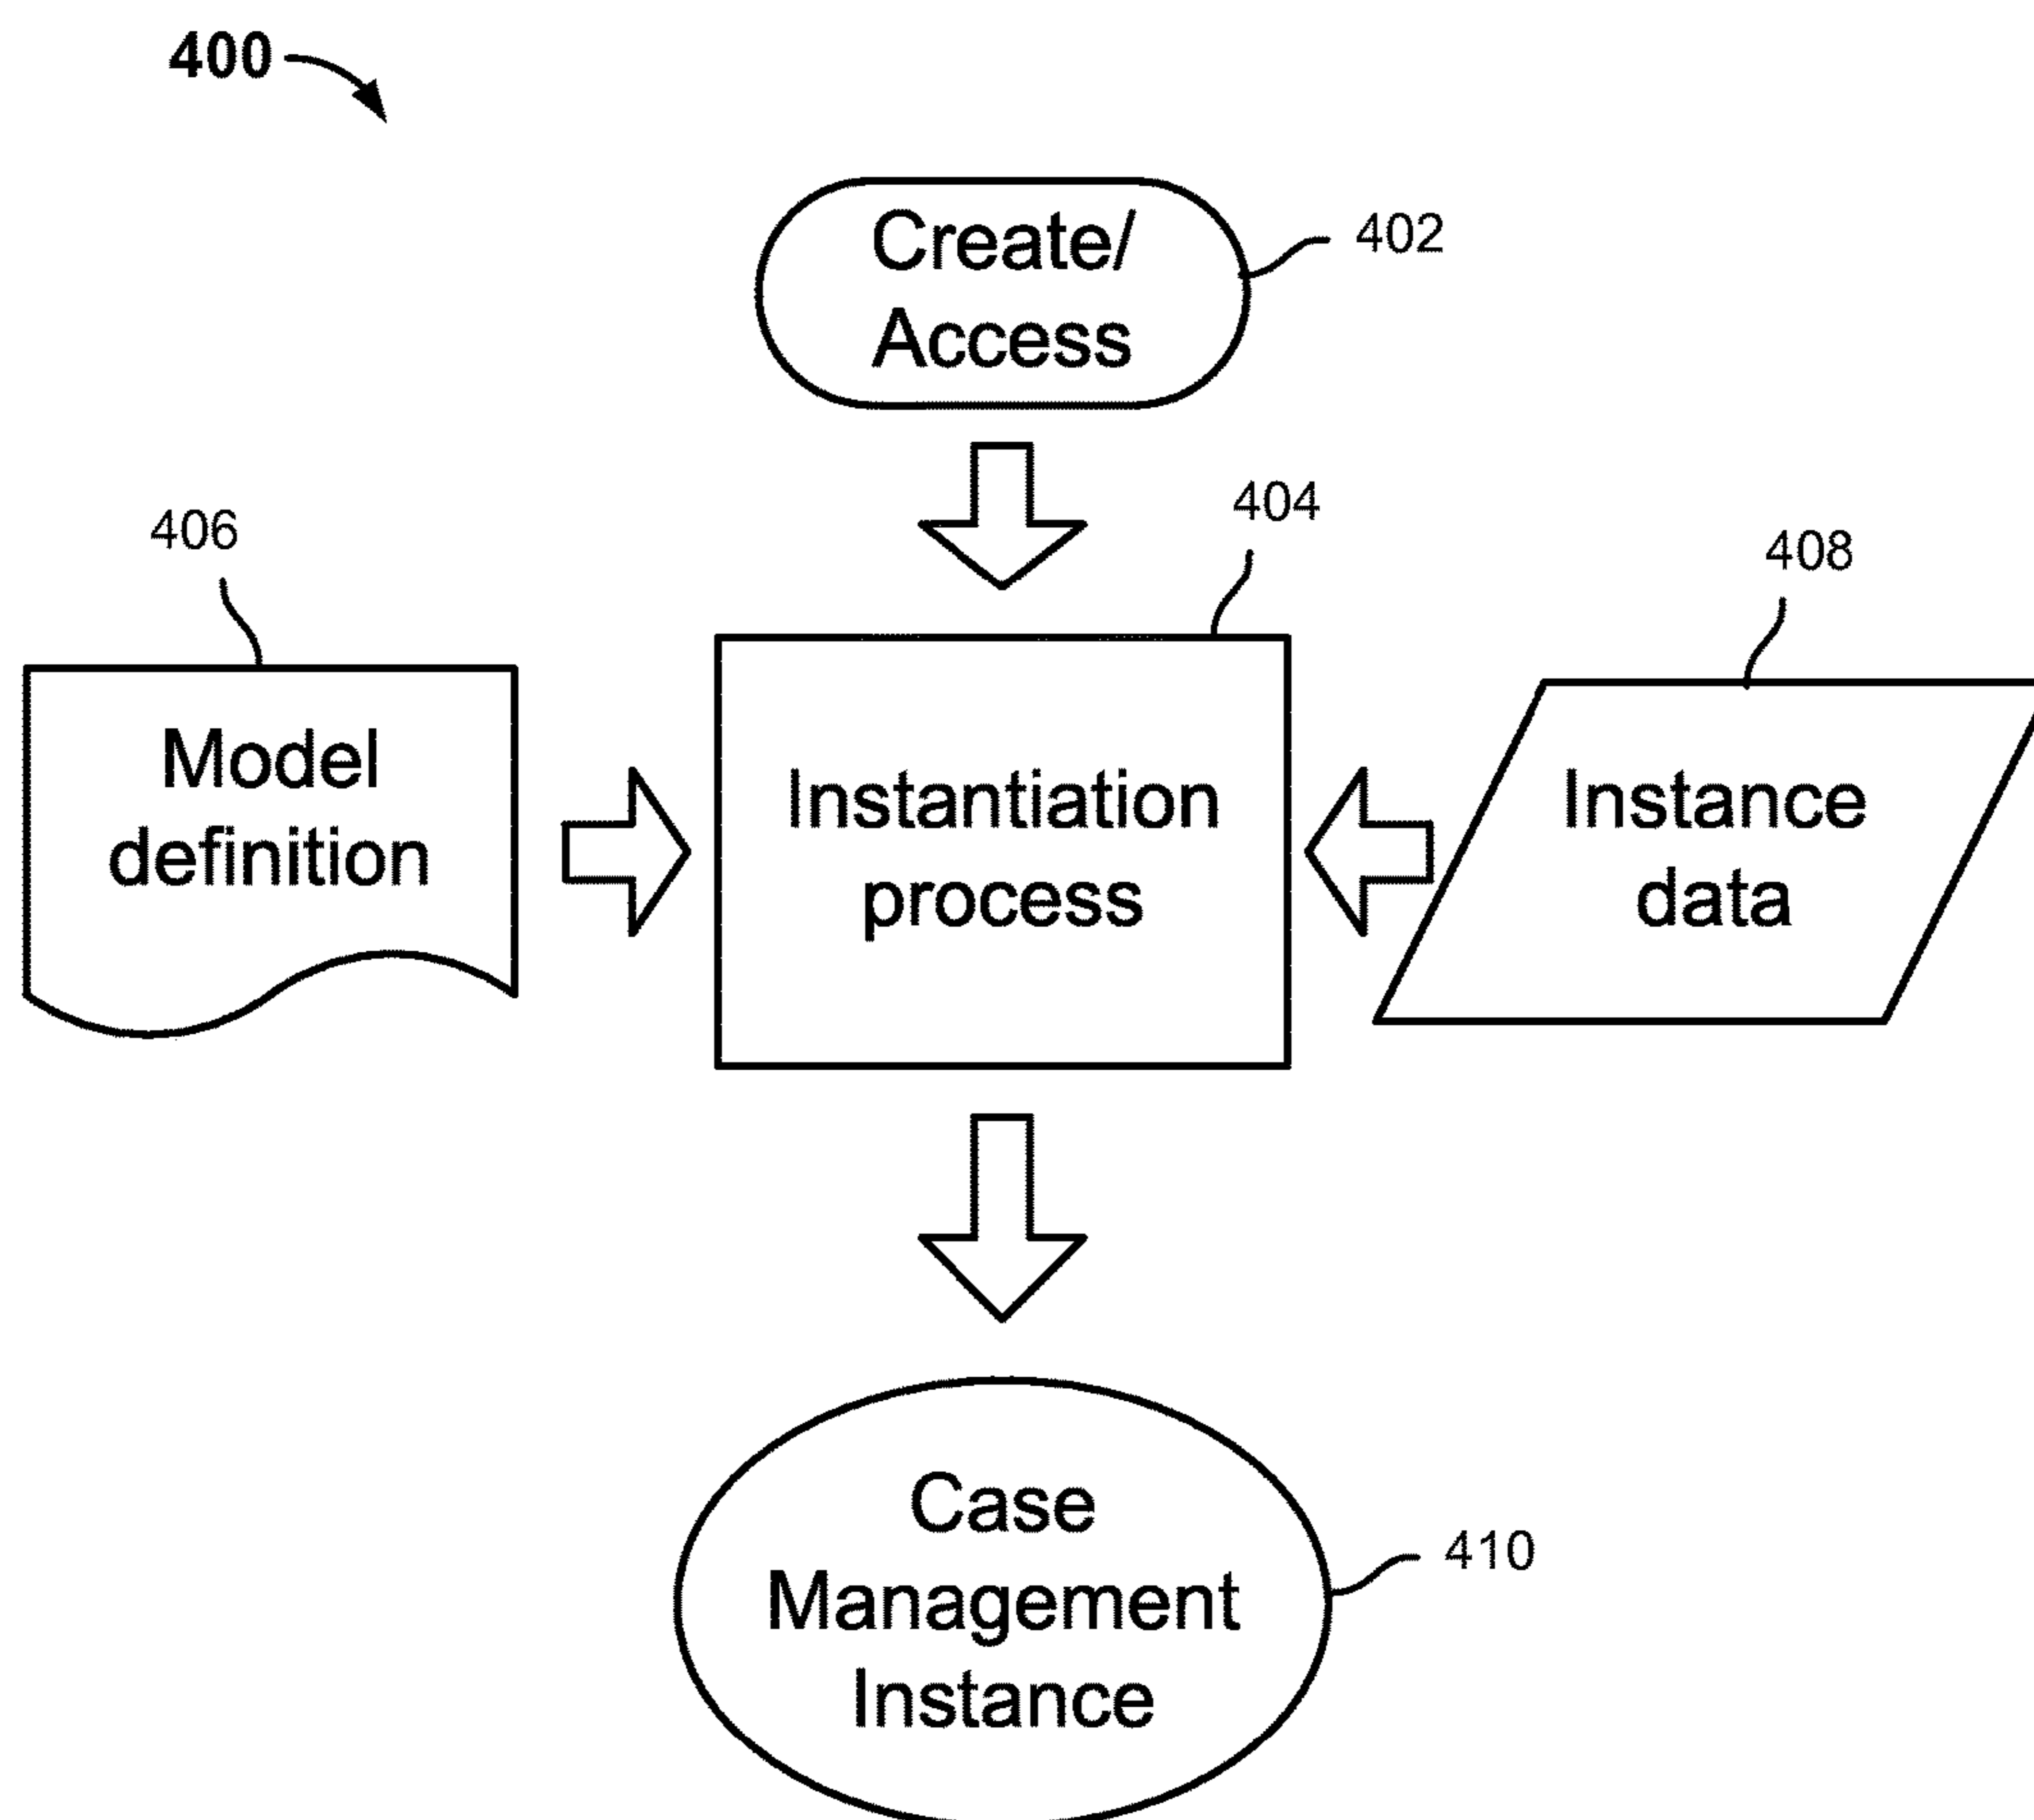 400
Create/
Access
402
404
406
408
Model
definition
Instantiation
process
Instance
data
Case
Management
Instance
410